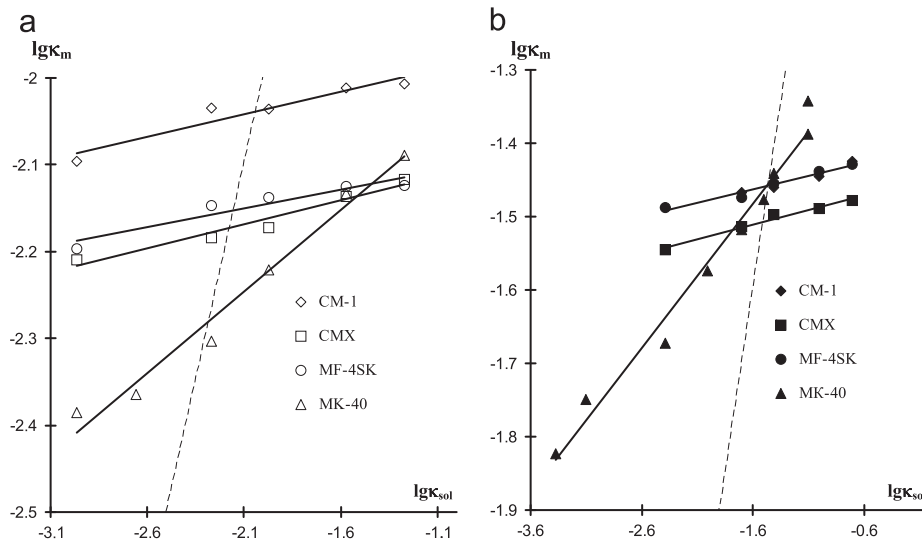 a
lgκm
-2
-2.1
-2.2
-2.3
-2.4
-2.5
CM-1
CMX
MF-4SK
MK-40
lgκsol
-3.1 -2.6 -2.1 -1.6 -1.1
b
lgκm
-1.3
-1.4
-1.5
-1.6
-1.7
-1.8
-1.9
CM-1
CMX
MF-4SK
MK-40
lgκso
-3.6 -2.6 -1.6 -0.6